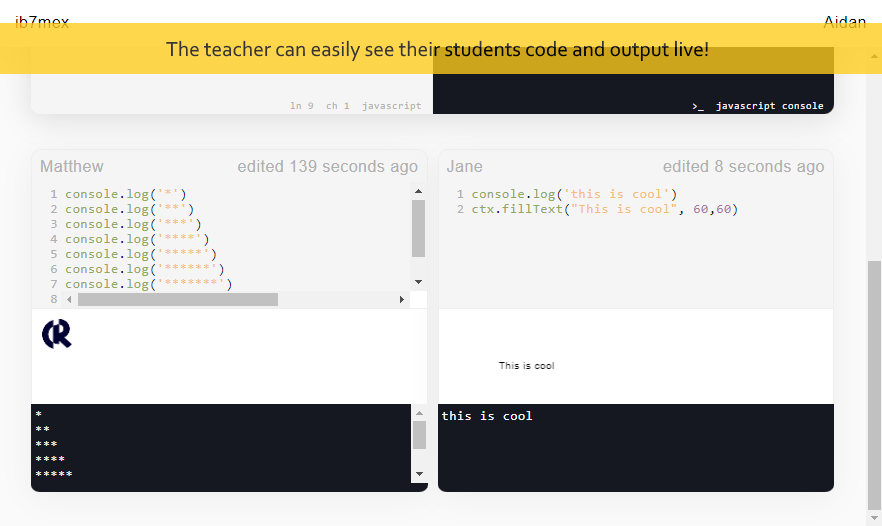 ib7mox
Aidan
The teacher can easily see their students code and output live!
ln 9 ch 1 javascript
>_ javascript console
Matthew
edited 139 seconds ago
1 console.log('*')
2 console.log('**')
3 console.log('***')
4 console.log('****')
5 console.log('*****')
6 console.log('******')
7 console.log('*******')
8
*
**
***
****
*****
Jane
edited 8 seconds ago
1 console.log('this is cool')
2 ctx.fillText("This is cool", 60,60)
This is cool
this is cool